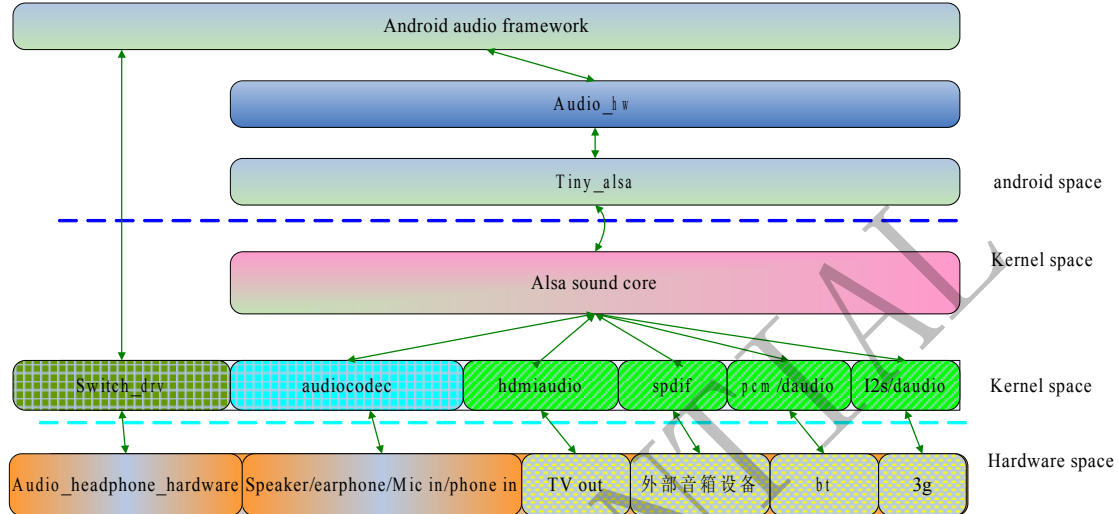 Android audio framework
Audio_hw
Tiny_alsa
android space
Kernel space
Alsa sound core
Switch_drv
audiocodec
hdmiaudio
spdif
pcm/daudio
I2s/daudio
Kernel space
Hardware space
Audio_headphone_hardware
Speaker/earphone/Mic in/phone in
TV out
外部音箱设备
bt
3g
NTIAL